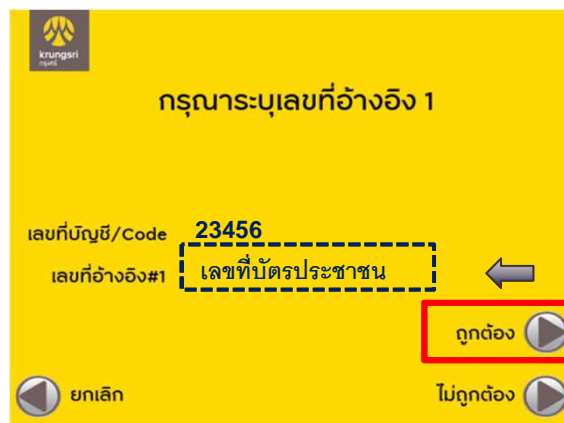 krungsri
กรุงศรี
กรุณาระบุเลขที่อ้างอิง 1
เลขที่บัญชี/Code 23456
เลขที่อ้างอิง#1 เลขที่บัตรประชาชน
ถูกต้อง
ยกเลิก ไม่ถูกต้อง